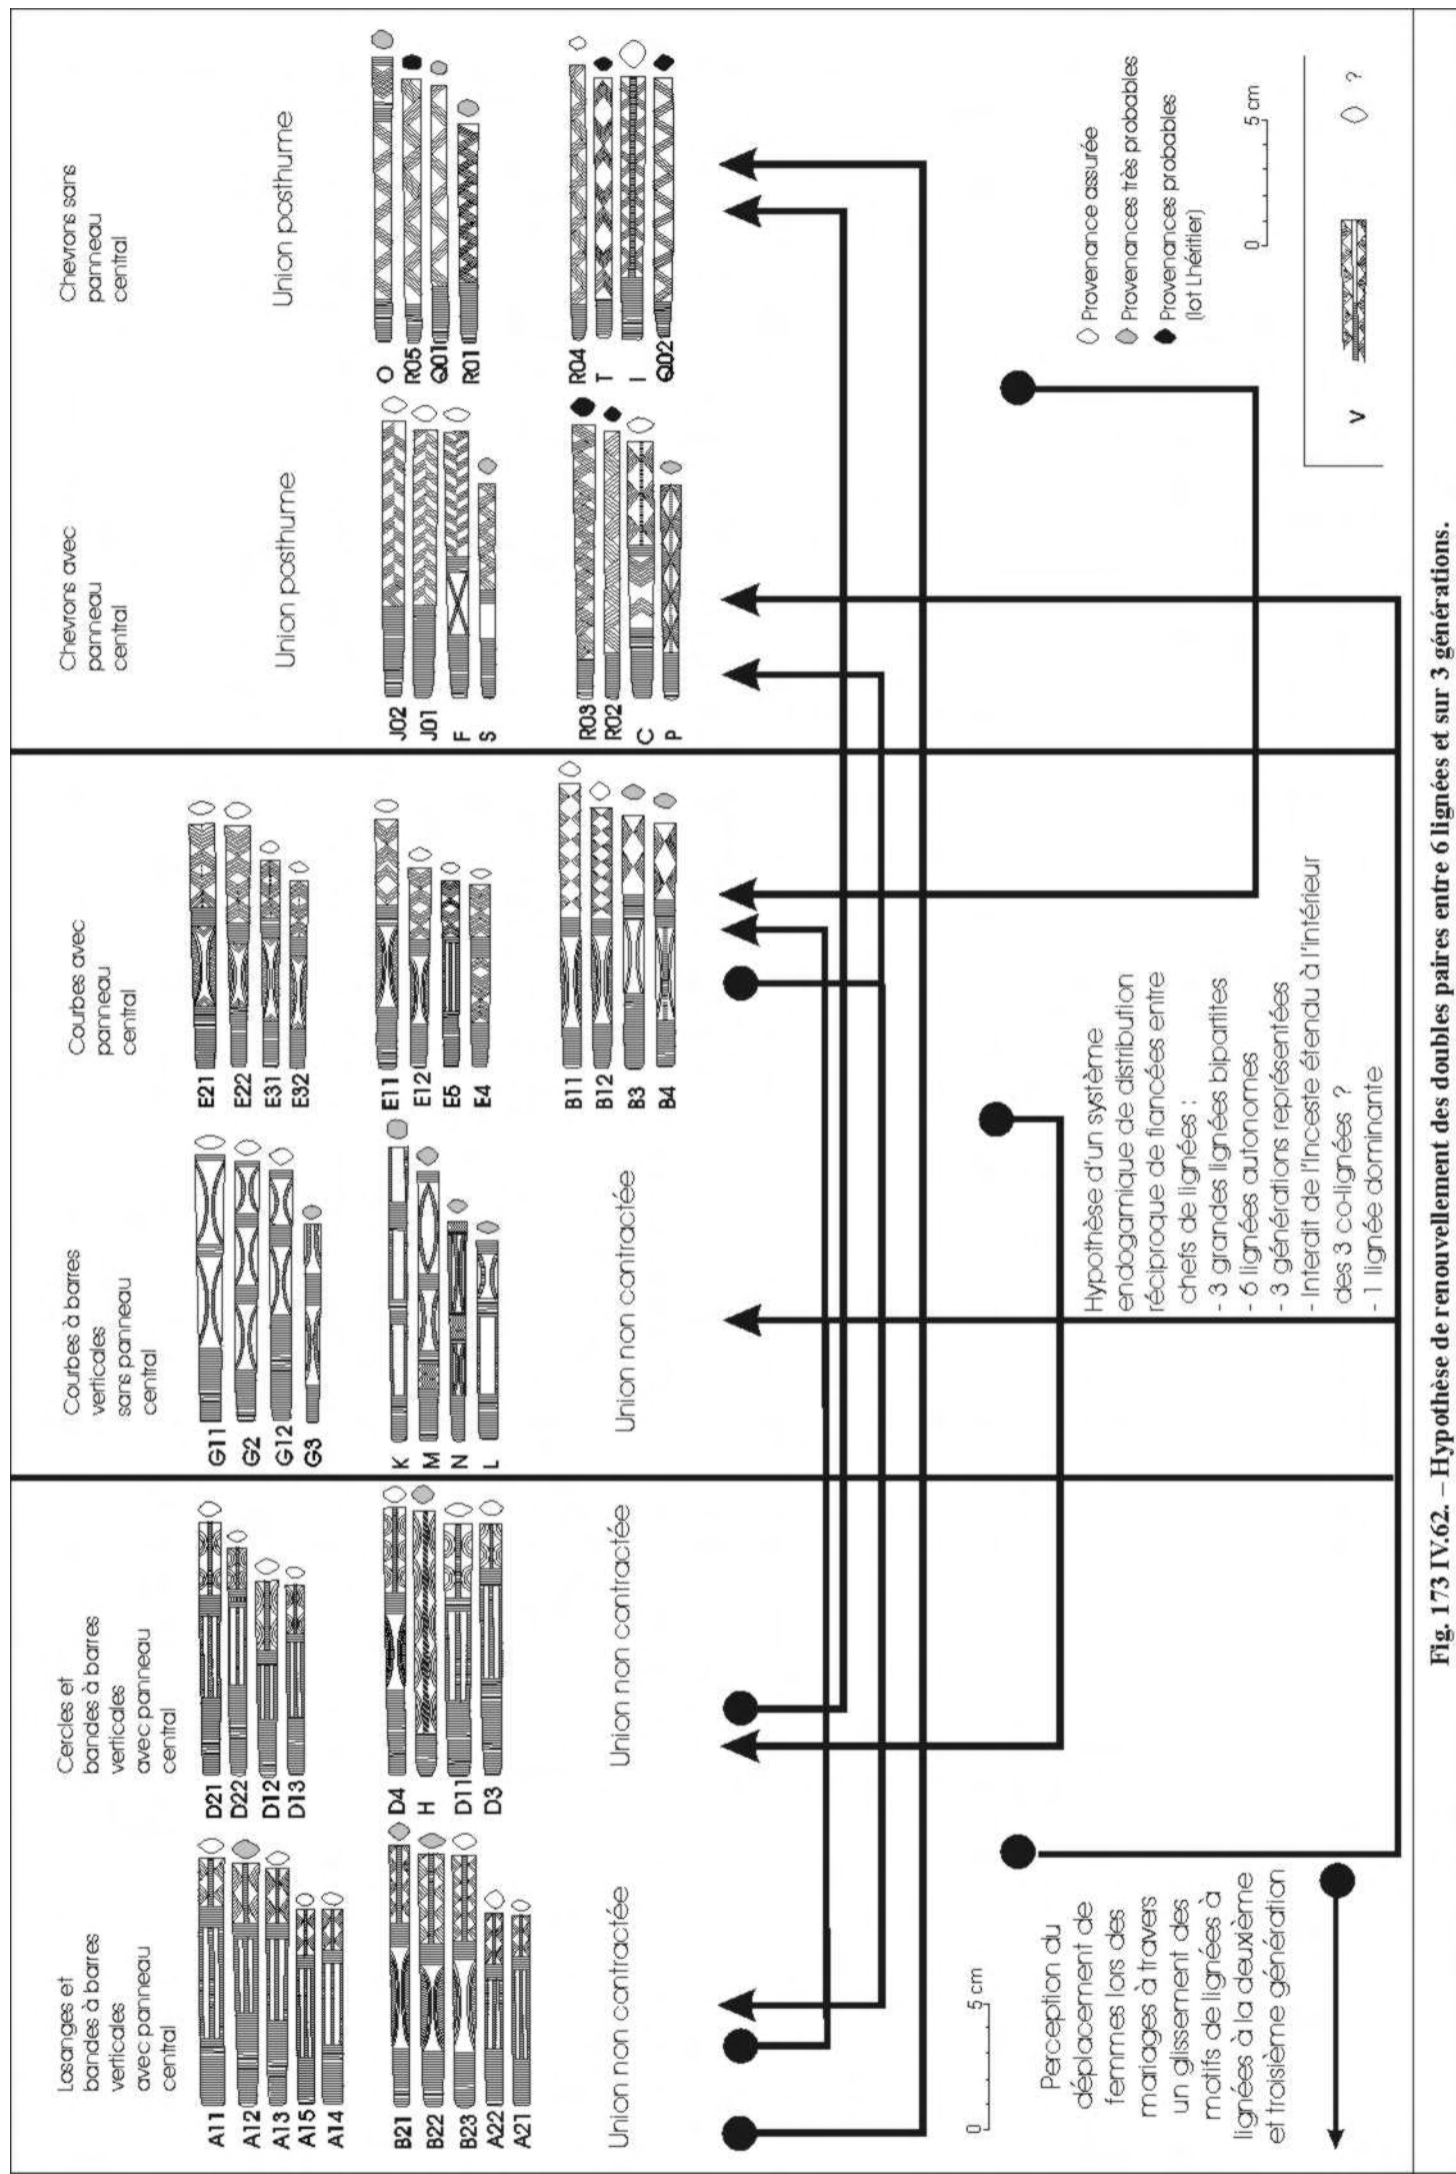 Losanges et
bandes à barres
verticales
avec panneau
central
Cercles et
bandes à barres
verticales
avec panneau
central
Courbes à barres
verticales
sans panneau
central
Courbes avec
panneau
central
Chevrons avec
panneau
central
Chevrons sans
panneau
central
Union posthume
Union posthume
A11
A12
A13
A15
A14
D21
D22
D12
D13
G11
G2
G12
G3
E21
E22
E31
E32
J02
J01
F
S
O
R05
Q01
R01
B21
B22
B23
A22
A21
D4
H
D11
D3
K
M
N
L
E11
E12
E5
E4
B11
B12
B3
B4
R03
R02
C
P
R04
T
I
Q02
Union non contractée
Union non contractée
Union non contractée
0 5 cm
Perception du
déplacement de
femmes lors des
mariages à travers
un glissement des
motifs de lignées à
lignées à la deuxième
et troisième génération
Hypothèse d'un système
endogamique de distribution
réciproque de fiancées entre
chefs de lignées :
- 3 grandes lignées bipartites
- 6 lignées autonomes
- 3 générations représentées
- Interdit de l'inceste étendu à l'intérieur
des 3 co-lignées ?
- 1 lignée dominante
Provenance assurée
Provenances très probables
Provenances probables
(lot Lhéritier)
0 5 cm
V ?
Fig. 173 IV.62. – Hypothèse de renouvellement des doubles paires entre 6 lignées et sur 3 générations.